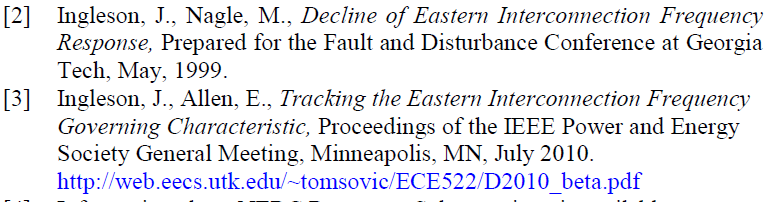 [2] Ingleson, J., Nagle, M., Decline of Eastern Interconnection Frequency
Response, Prepared for the Fault and Disturbance Conference at Georgia
Tech, May, 1999.
[3] Ingleson, J., Allen, E., Tracking the Eastern Interconnection Frequency
Governing Characteristic, Proceedings of the IEEE Power and Energy
Society General Meeting, Minneapolis, MN, July 2010.
http://web.eecs.utk.edu/~tomsovic/ECE522/D2010_beta.pdf